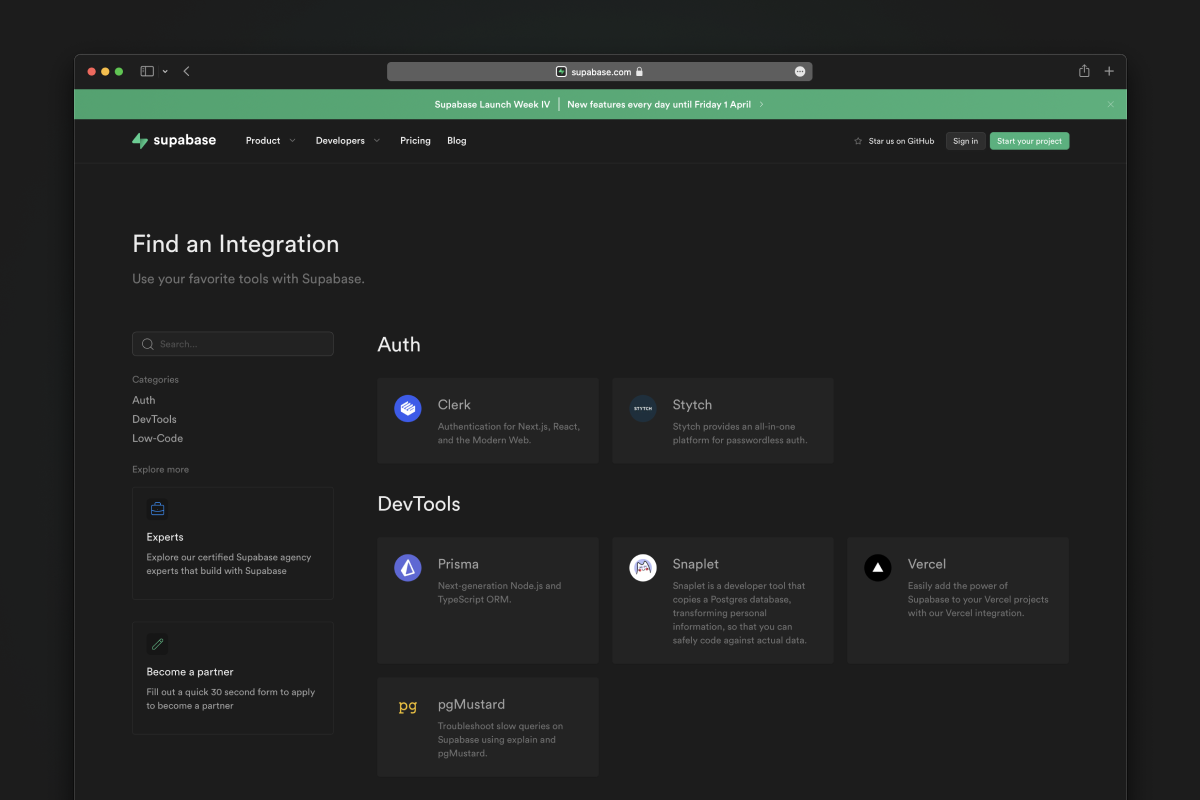 supabase.com
Supabase Launch Week IV
New features every day until Friday 1 April
supabase
Product
Developers
Pricing
Blog
Star us on GitHub
Sign in
Start your project
Find an Integration
Use your favorite tools with Supabase.
Search...
Categories
Auth
DevTools
Low-Code
Explore more
Experts
Explore our certified Supabase agency
experts that build with Supabase
Become a partner
Fill out a quick 30 second form to apply
to become a partner
Auth
Clerk
Authentication for Next.js, React,
and the Modern Web.
STYTCH
Stytch
Stytch provides an all-in-one
platform for passwordless auth.
DevTools
Prisma
Next-generation Node.js and
TypeScript ORM.
Snaplet
Snaplet is a developer tool that
copies a Postgres database,
transforming personal
information, so that you can
safely code against actual data.
Vercel
Easily add the power of
Supabase to your Vercel projects
with our Vercel integration.
pg
pgMustard
Troubleshoot slow queries on
Supabase using explain and
pgMustard.